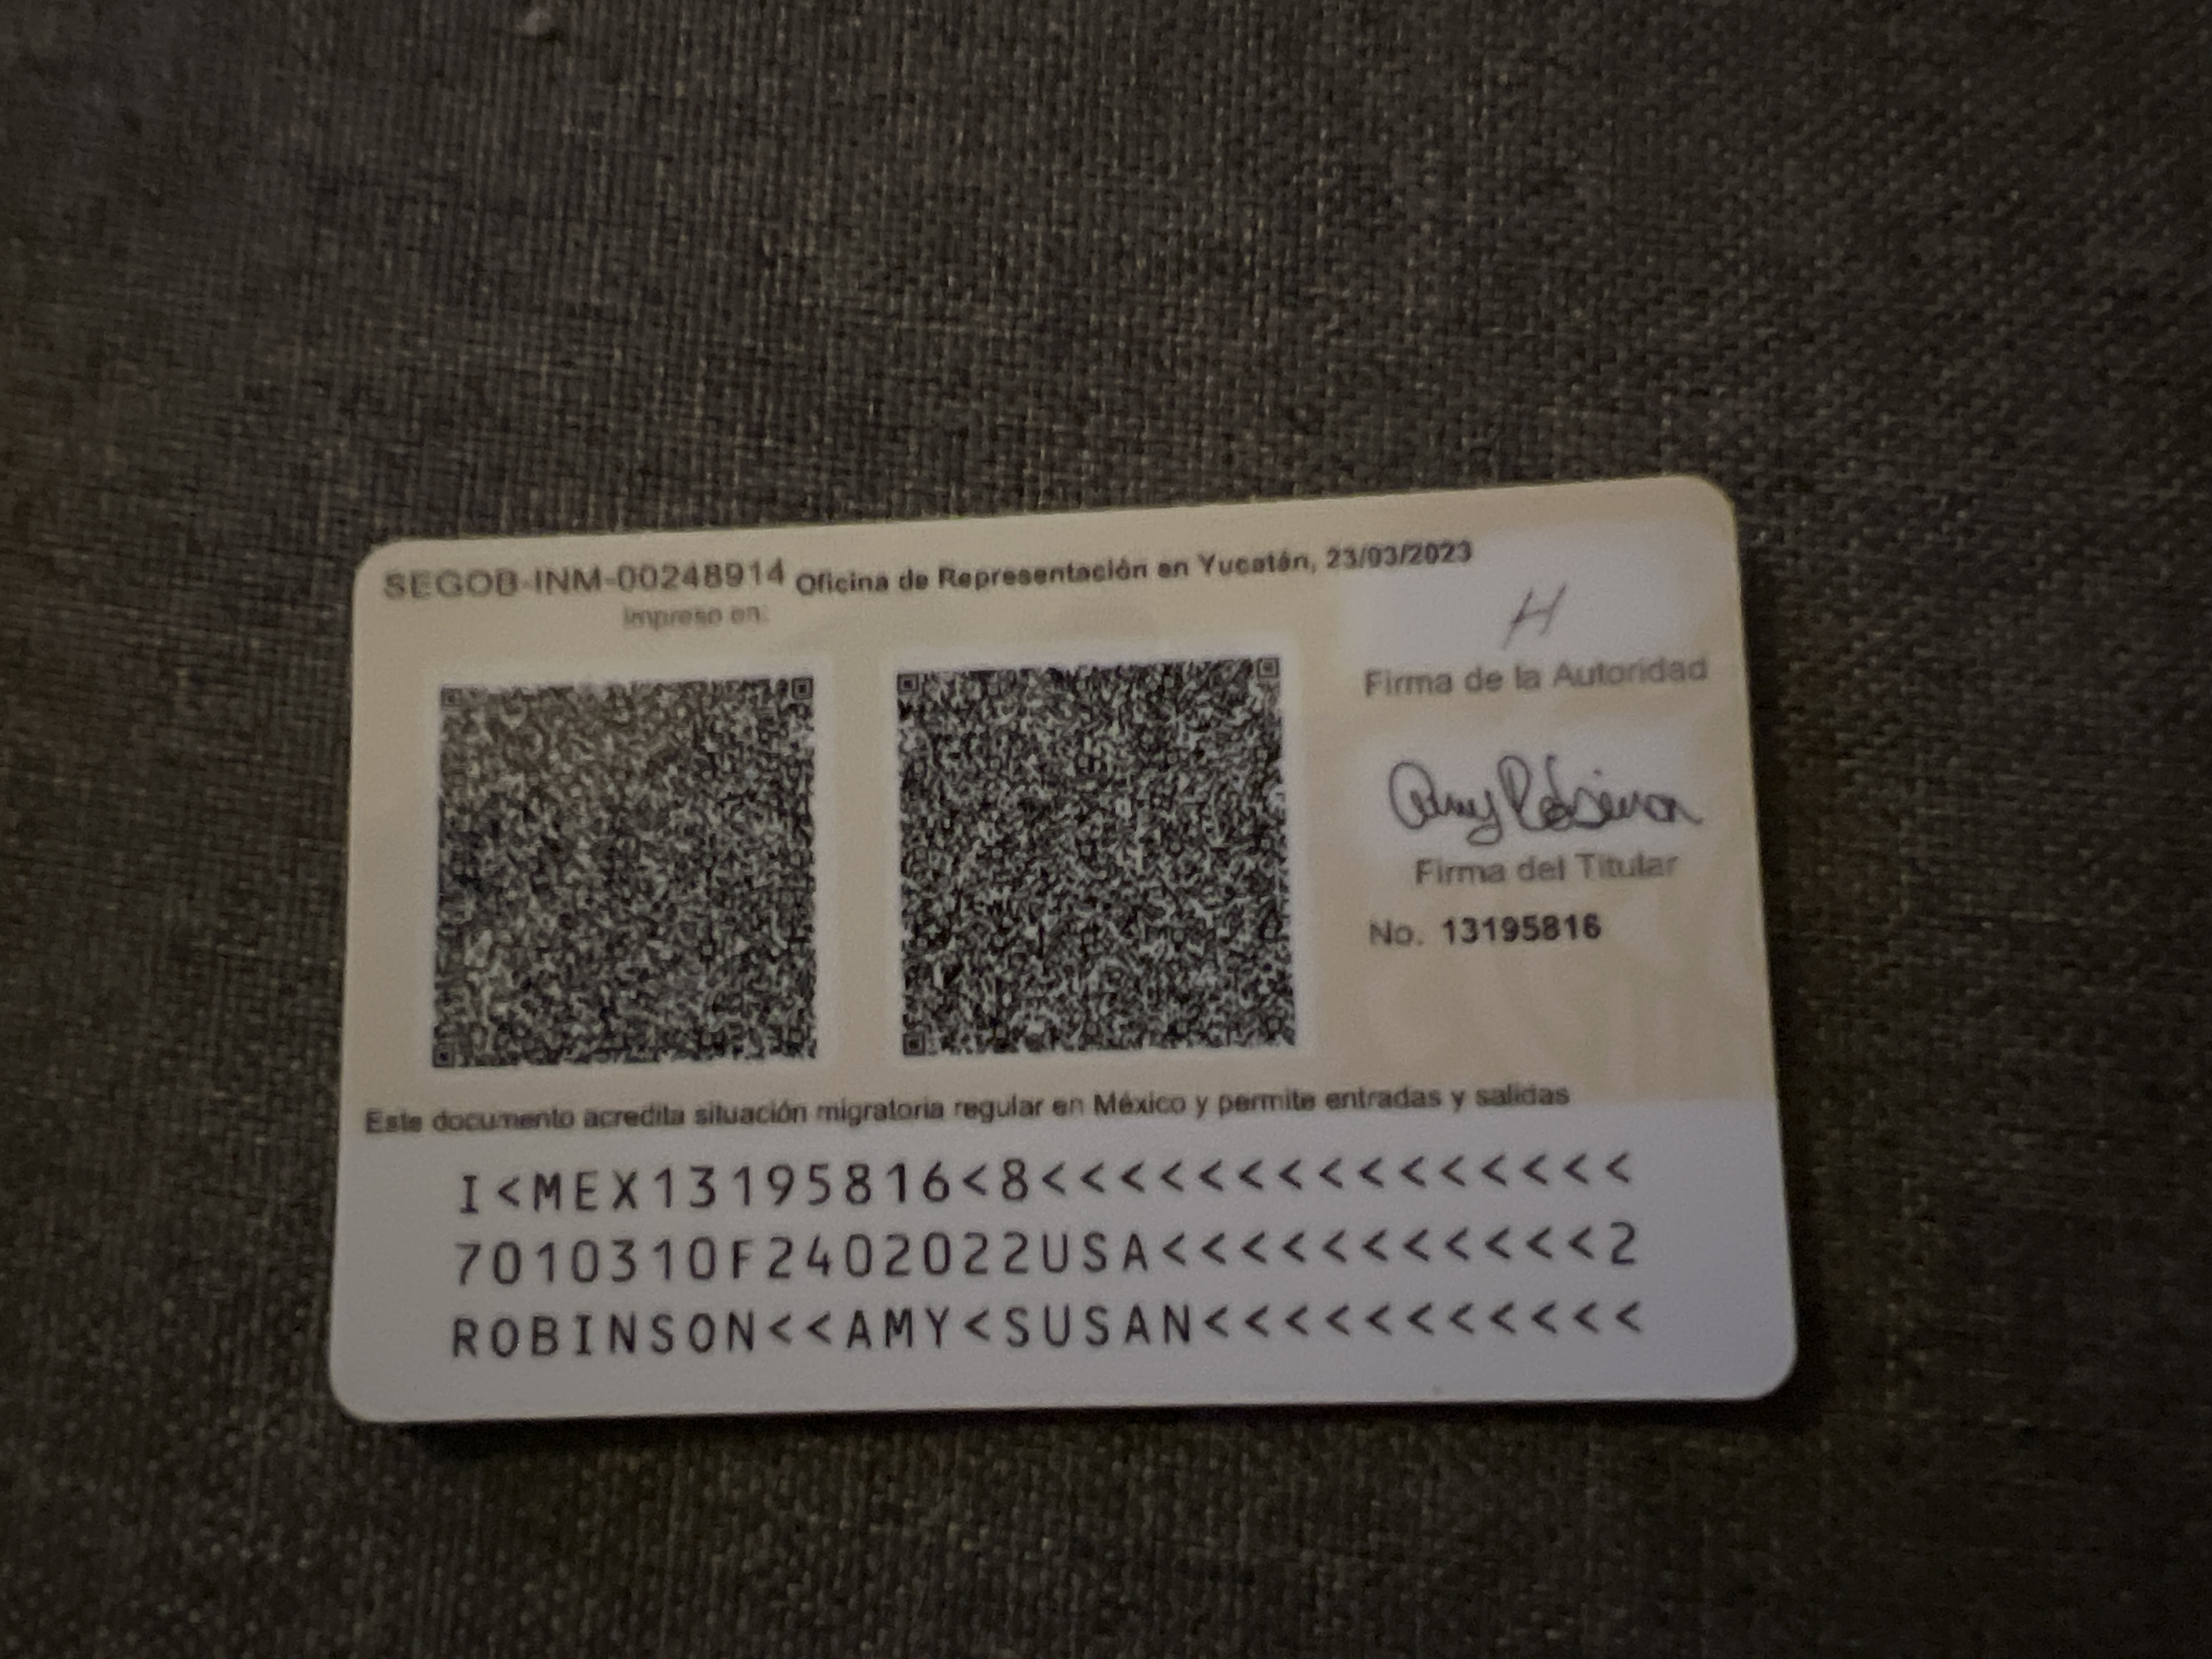 SEGOB-INM-00248914 Oficina de Representación en Yucatán, 23/03/2023
Impreso en:
H
Firma de la Autoridad
Amy Robinson
Firma del Titular
No. 13195816
Este documento acredita situación migratoria regular en México y permite entradas y salidas
I<MEX13195816<8<<<<<<<<<<<<<<<
7010310F2402022USA<<<<<<<<<<<2
ROBINSON<<AMY<SUSAN<<<<<<<<<<<